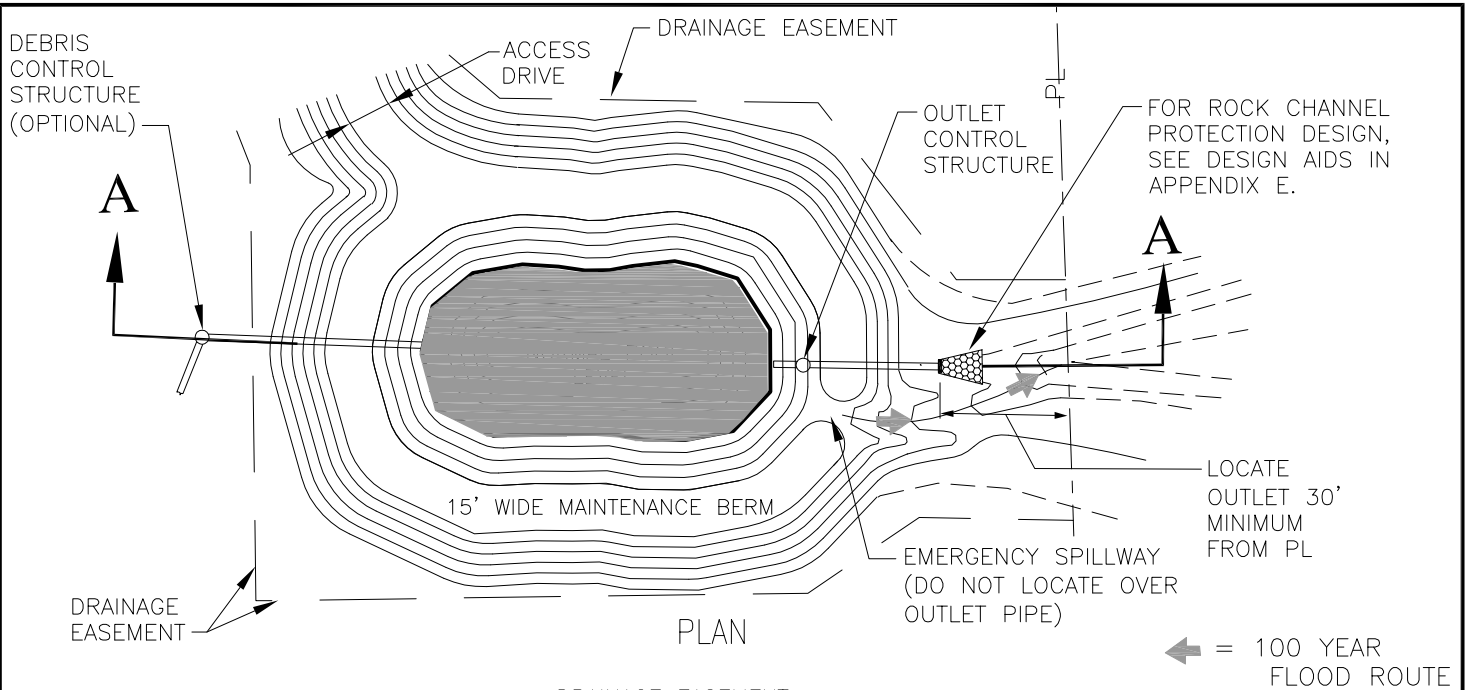 DEBRIS
CONTROL
STRUCTURE
(OPTIONAL)
ACCESS
DRIVE
DRAINAGE EASEMENT
PL
OUTLET
CONTROL
STRUCTURE
FOR ROCK CHANNEL
PROTECTION DESIGN,
SEE DESIGN AIDS IN
APPENDIX E.
A
A
15' WIDE MAINTENANCE BERM
LOCATE
OUTLET 30'
MINIMUM
FROM PL
EMERGENCY SPILLWAY
(DO NOT LOCATE OVER
OUTLET PIPE)
DRAINAGE
EASEMENT
PLAN
= 100 YEAR
FLOOD ROUTE
DRAINAGE EASEMENT